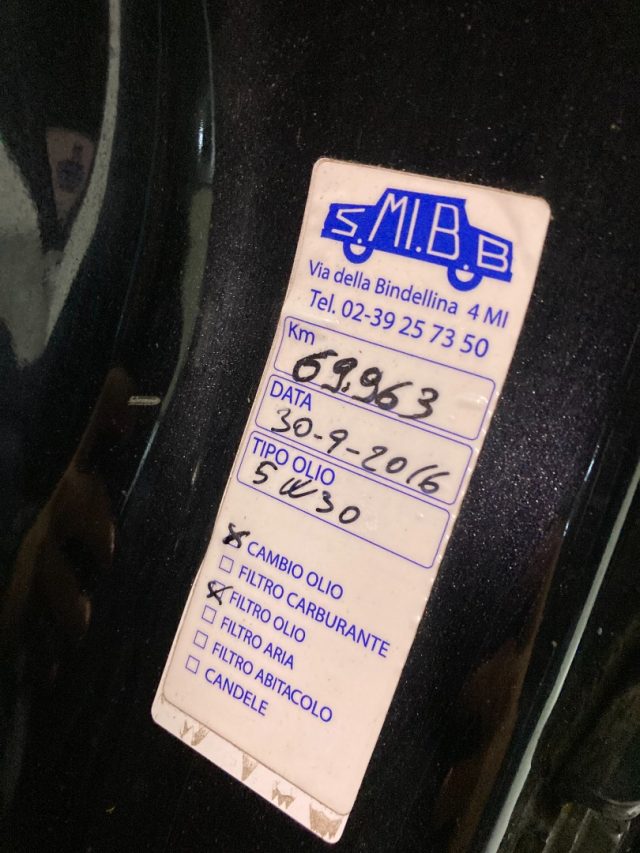 S.MI.B.B
Via della Bindellina 4 MI
Tel. 02-39 25 73 50
Km
69.963
DATA
30-9-2016
TIPO OLIO
5W30
CAMBIO OLIO
FILTRO CARBURANTE
FILTRO OLIO
FILTRO ARIA
FILTRO ABITACOLO
CANDELE